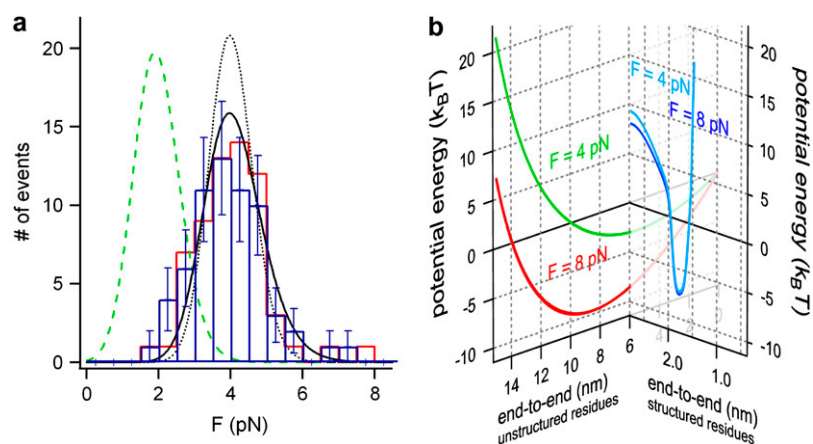 a
20
15
10
5
0
# of events
0 2 4 6 8
F (pN)
b
potential energy (kBT)
20
15
10
5
0
-5
-10
F = 4 pN
F = 8 pN
F = 4 pN
F = 8 pN
20
15
10
5
0
-5
-10
potential energy (kBT)
14 12 10 8 6
end-to-end (nm)
unstructured residues
2.0 1.0
end-to-end (nm)
structured residues
4 2 0